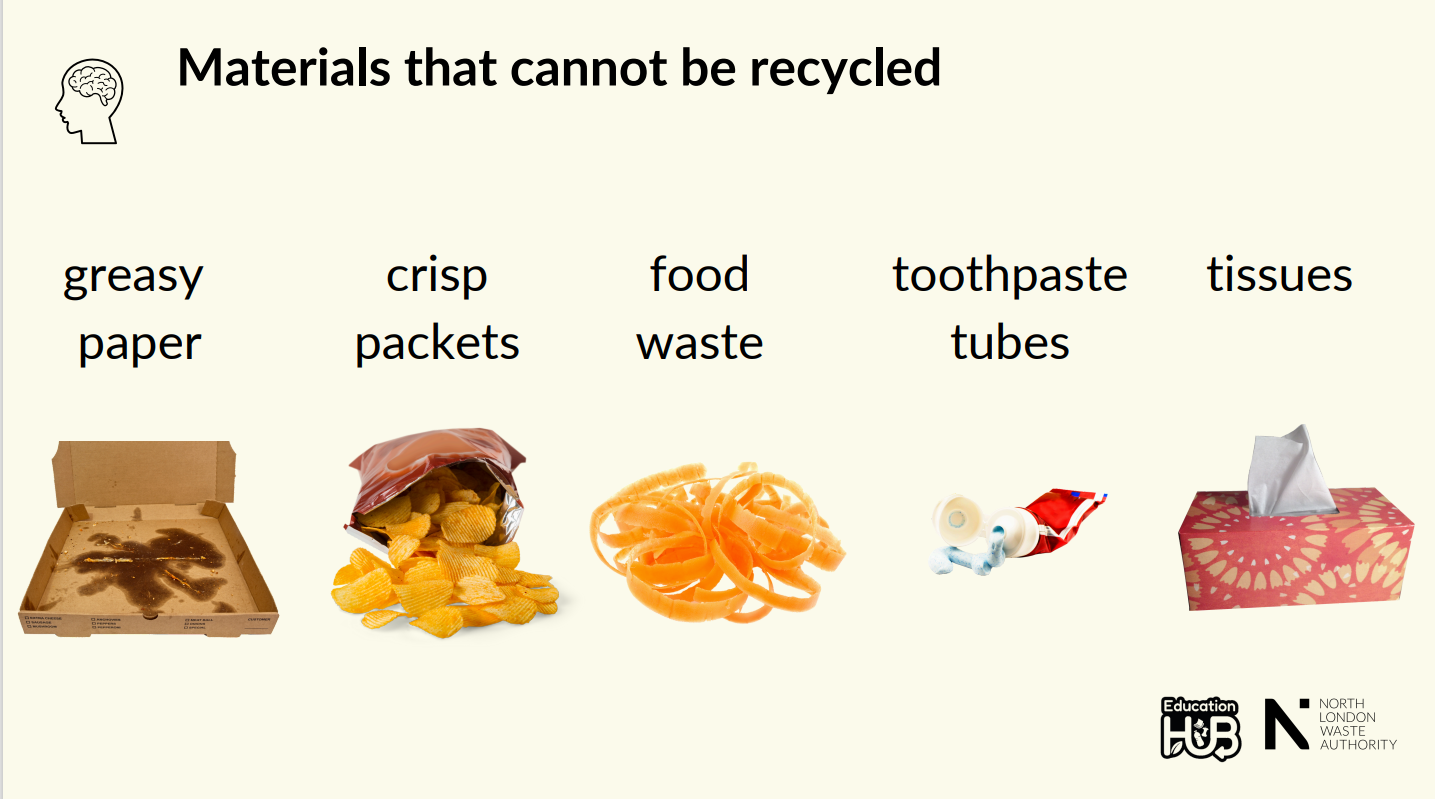 Materials that cannot be recycled
greasy
paper
crisp
packets
food
waste
toothpaste
tubes
tissues
CUSTOMER
Education
HUB
NORTH
LONDON
WASTE
AUTHORITY